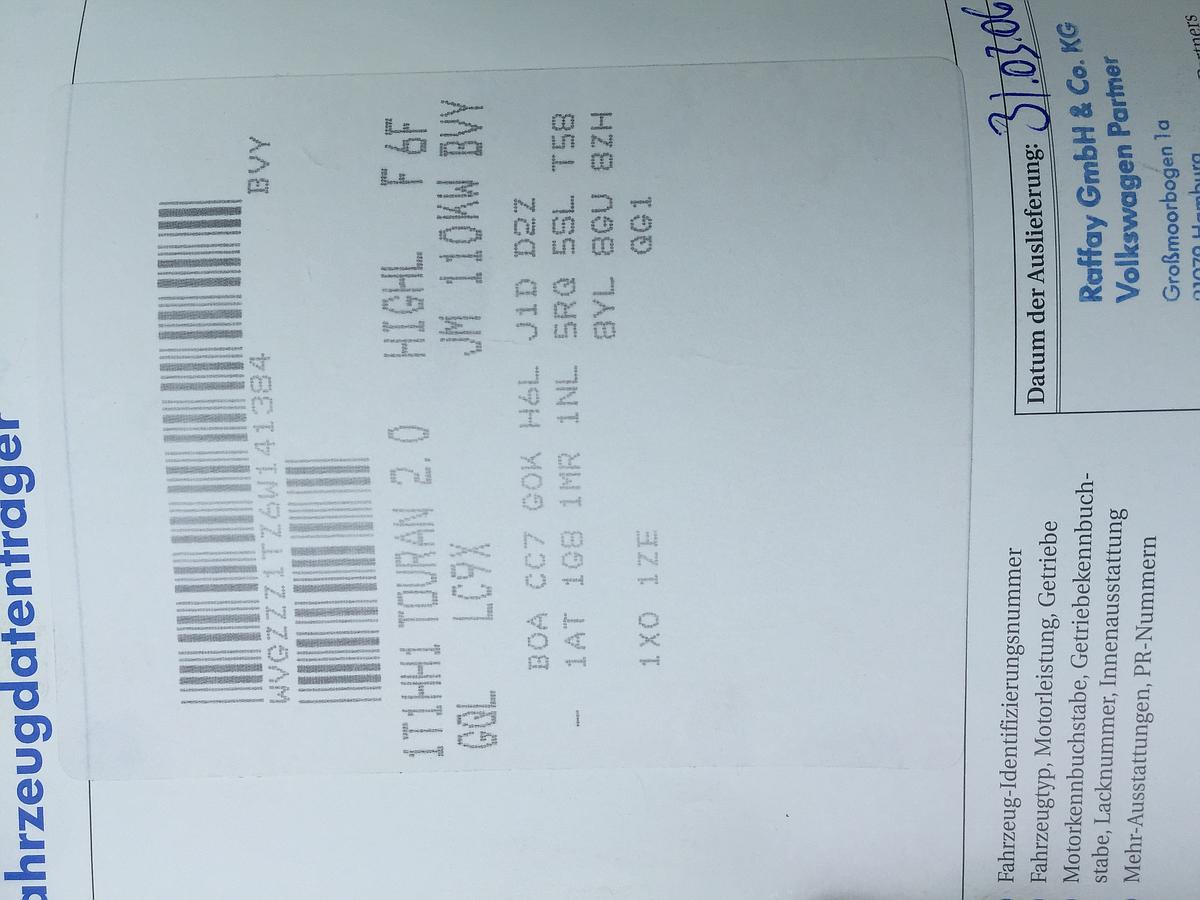 ahrzeugdatenträger
WVGZZZ1TZ6W141384 BVY
1T1HH1 TOURAN 2.0 HIGHL F 6F
GQL LC9X JM 110KW BVY
B0A CC7 G0K H6L J1D D2Z
- 1AT 1G8 1MR 1NL 5RQ 5SL T58
8YL 8GU 8ZH
1X0 1ZE QG1
Fahrzeug-Identifizierungsnummer
Fahrzeugtyp, Motorleistung, Getriebe
Motorkennbuchstabe, Getriebekennbuch-
stabe, Lacknummer, Innenausstattung
Mehr-Ausstattungen, PR-Nummern
Datum der Auslieferung: 31.03.06
Raffay GmbH & Co. KG
Volkswagen Partner
Großmoorbogen 1a